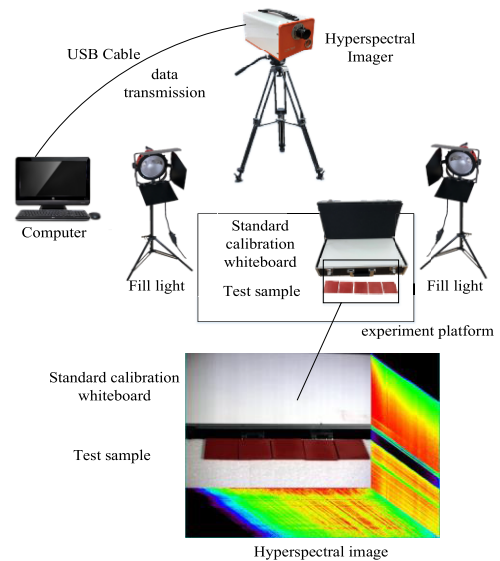 Hyperspectral
Imager
USB Cable
data
transmission
Computer
Standard
calibration
whiteboard
Test sample
Fill light
Fill light
experiment platform
Standard calibration
whiteboard
Test sample
Hyperspectral image